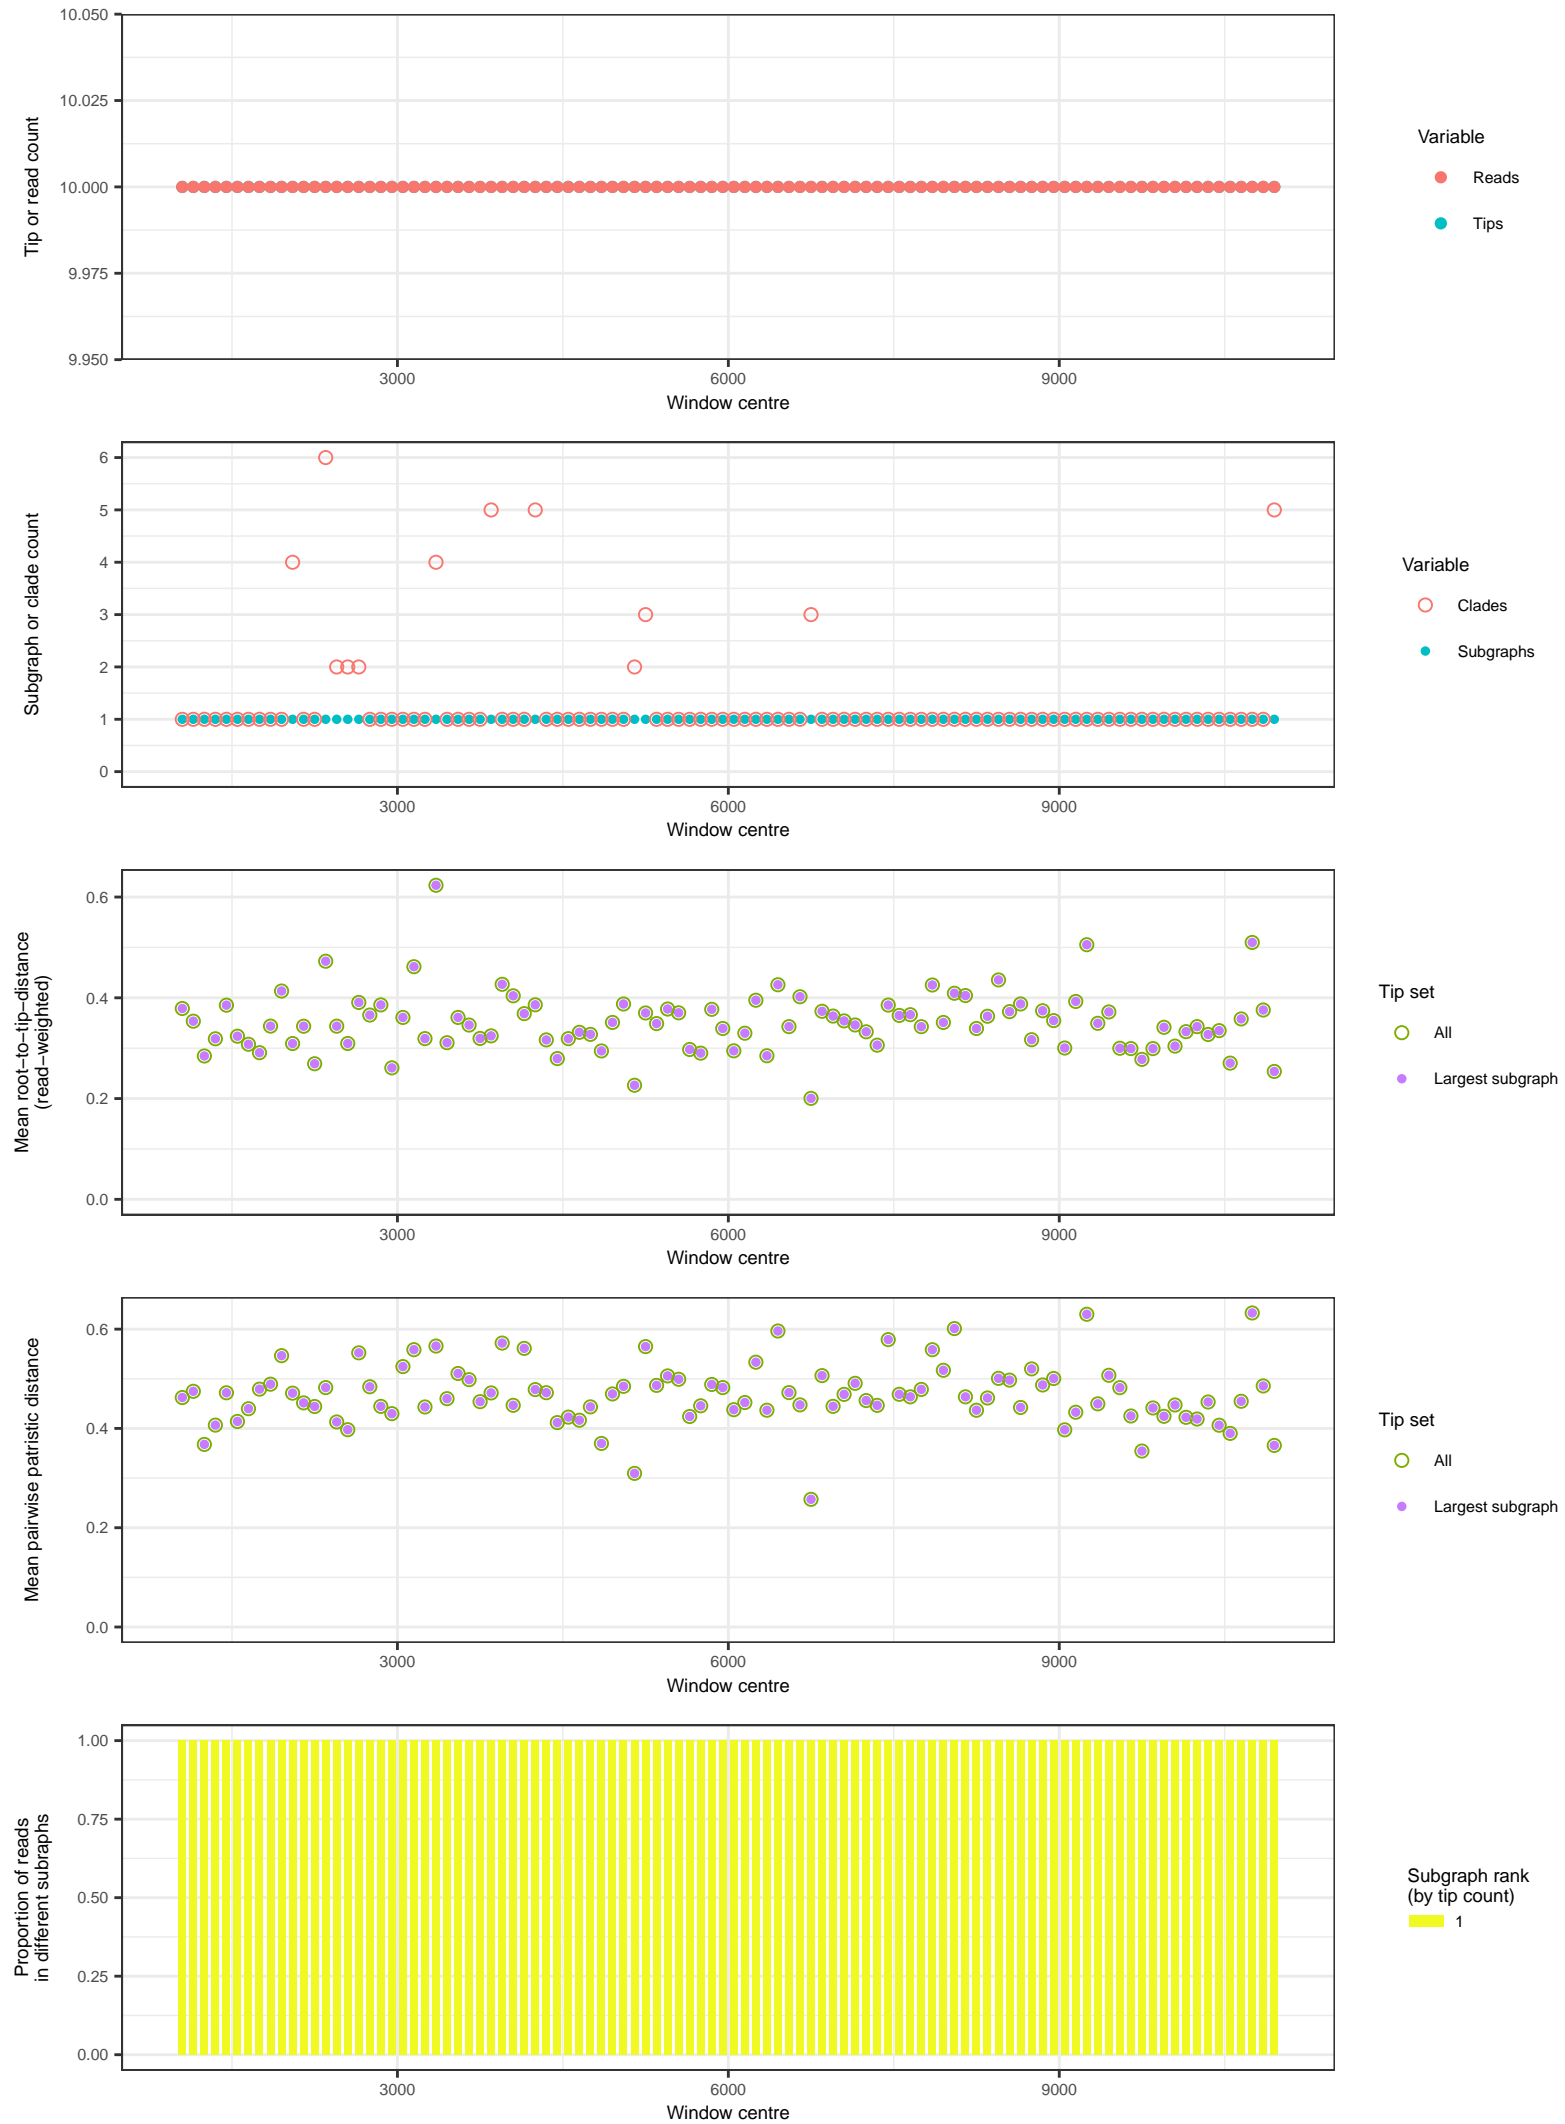 10.050
10.025
10.000
9.975
9.950
Tip or read count
3000
6000
9000
Window centre
Variable
Reads
Tips
6
5
4
3
2
1
0
Subgraph or clade count
3000
6000
9000
Window centre
Variable
Clades
Subgraphs
0.6
0.4
0.2
0.0
Mean root−to−tip−distance
(read−weighted)
3000
6000
9000
Window centre
Tip set
All
Largest subgraph
0.6
0.4
0.2
0.0
Mean pairwise patristic distance
3000
6000
9000
Window centre
Tip set
All
Largest subgraph
1.00
0.75
0.50
0.25
0.00
Proportion of reads
in different subraphs
3000
6000
9000
Window centre
Subgraph rank
(by tip count)
1